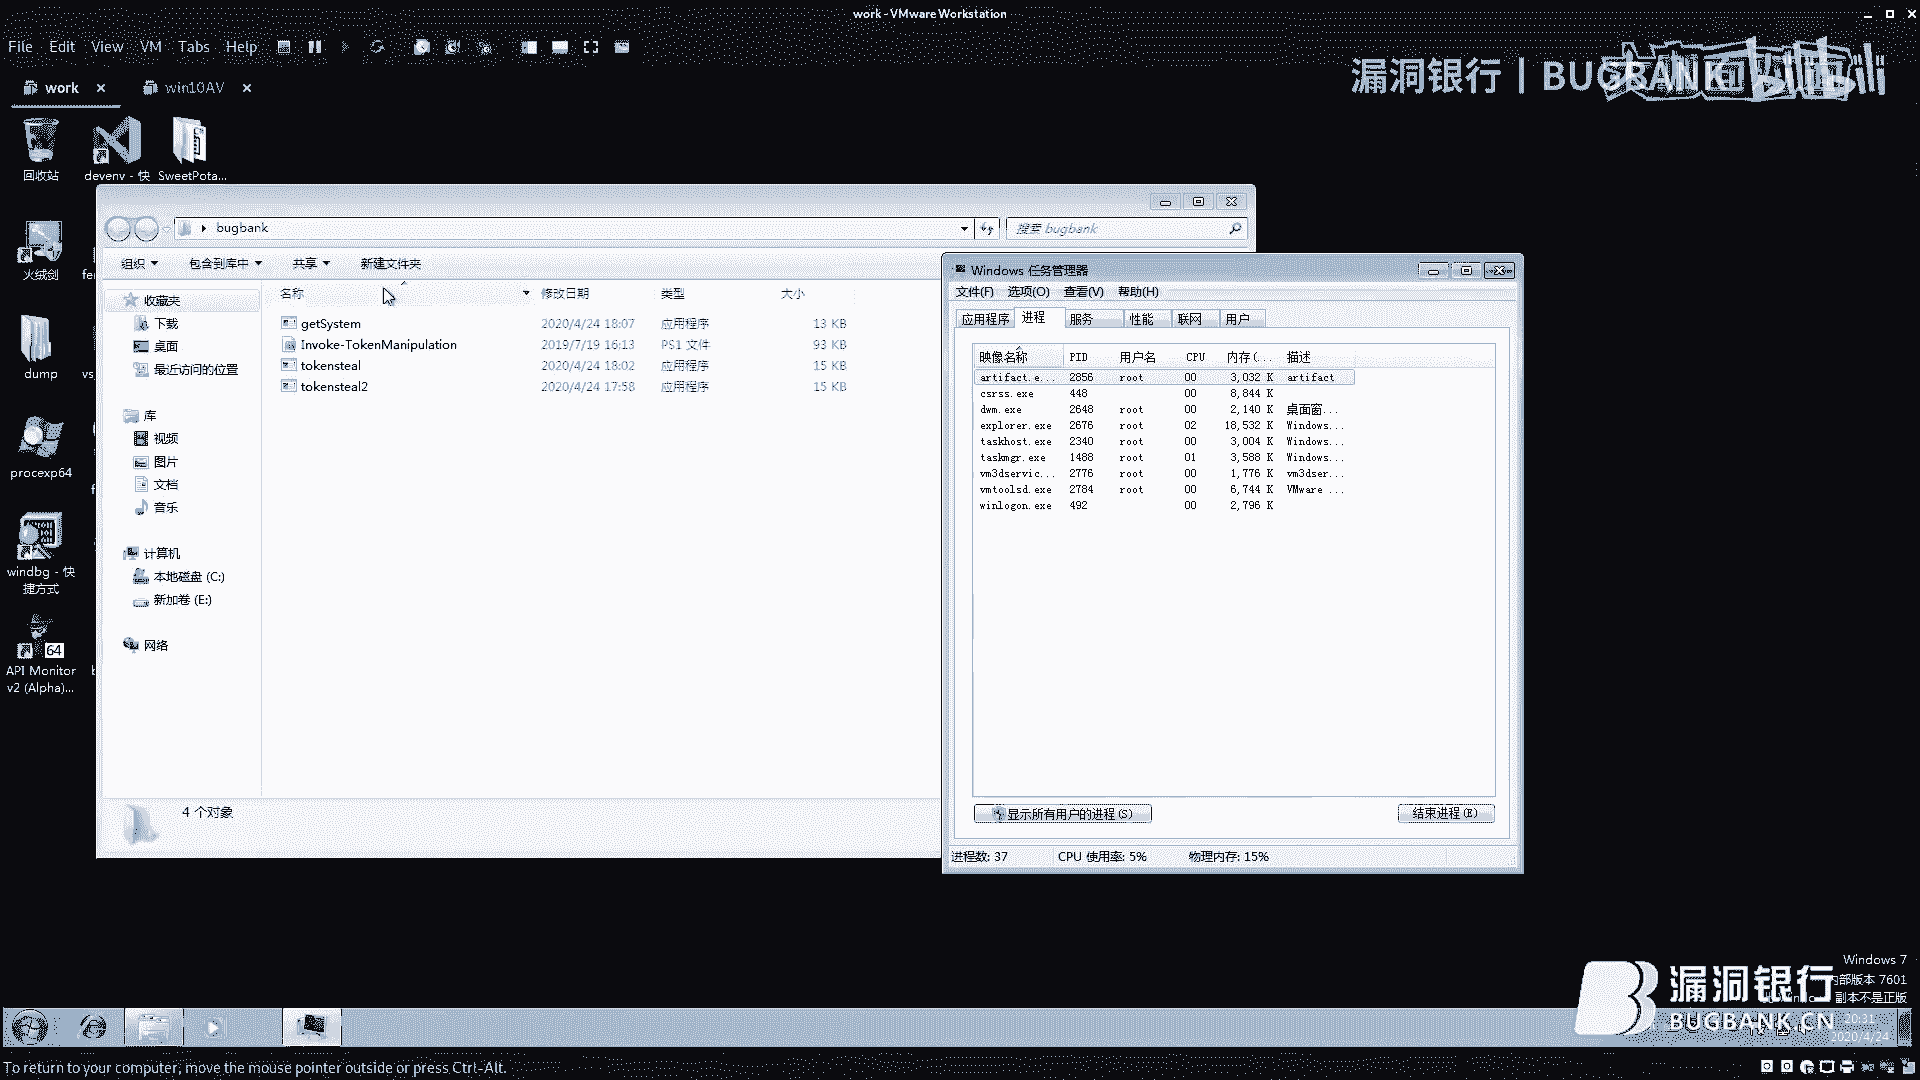 work - VMware Workstation
File Edit View VM Tabs Help
work win10AV
漏洞银行 | BUGBANK
bilibili
回收站
devenv - 快
SweetPota...
火绒剑
dump
procexp64
windbg - 快
捷方式
64
API Monitor
v2 (Alpha)...
bugbank
搜索 bugbank
组织 包含到库中 共享 新建文件夹
收藏夹
下载
桌面
最近访问的位置
库
视频
图片
文档
音乐
计算机
本地磁盘 (C:)
新加卷 (E:)
网络
名称 修改日期 类型 大小
getSystem 2020/4/24 18:07 应用程序 13 KB
Invoke-TokenManipulation 2019/7/19 16:13 PS1 文件 93 KB
tokensteal 2020/4/24 18:02 应用程序 15 KB
tokensteal2 2020/4/24 17:58 应用程序 15 KB
4 个对象
Windows 任务管理器
文件(F) 选项(O) 查看(V) 帮助(H)
应用程序 进程 服务 性能 联网 用户
映像名称 PID 用户名 CPU 内存(... 描述
artifact.e... 2856 root 00 3,032 K artifact
csrss.exe 448 00 8,844 K
dwm.exe 2648 root 00 2,140 K 桌面窗...
explorer.exe 2676 root 02 18,532 K Windows...
taskhost.exe 2340 root 00 3,004 K Windows...
taskmgr.exe 1488 root 01 3,588 K Windows...
vm3dservic... 2776 root 00 1,776 K vm3dser...
vmtoolsd.exe 2784 root 00 6,744 K VMware ...
winlogon.exe 492 00 2,796 K
显示所有用户的进程(S) 结束进程(E)
进程数: 37 CPU 使用率: 5% 物理内存: 15%
Windows 7
内部版本 7601
副本不是正版
漏洞银行
BUGBANK.CN
20:31
2020/4/24
To return to your computer, move the mouse pointer outside or press Ctrl-Alt.